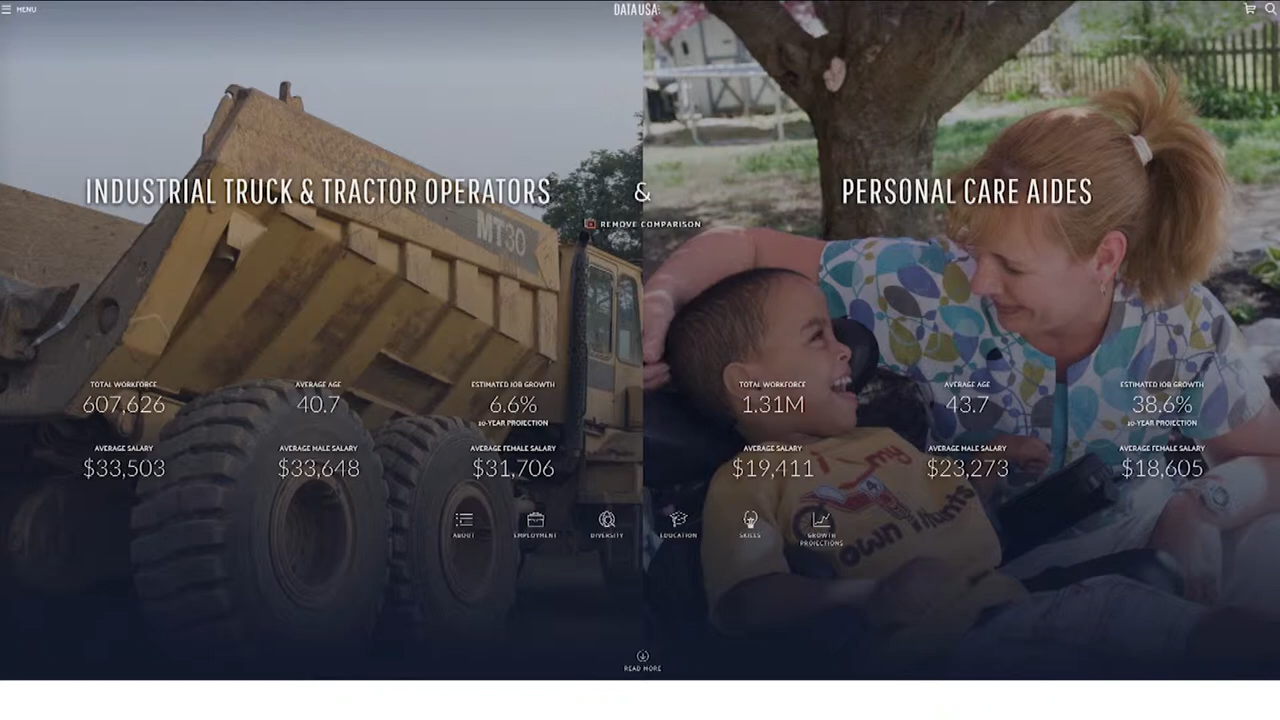 MENU
DATA USA:
INDUSTRIAL TRUCK & TRACTOR OPERATORS
&
PERSONAL CARE AIDES
REMOVE COMPARISON
MT30
TOTAL WORKFORCE
607,626
AVERAGE AGE
40.7
ESTIMATED JOB GROWTH
6.6%
10-YEAR PROJECTION
AVERAGE SALARY
$33,503
AVERAGE MALE SALARY
$33,648
AVERAGE FEMALE SALARY
$31,706
TOTAL WORKFORCE
1.31M
AVERAGE AGE
43.7
ESTIMATED JOB GROWTH
38.6%
10-YEAR PROJECTION
AVERAGE SALARY
$19,411
AVERAGE MALE SALARY
$23,273
AVERAGE FEMALE SALARY
$18,605
i my
4
own
ABOUT
EMPLOYMENT
DIVERSITY
EDUCATION
SKILLS
GROWTH
PROJECTIONS
READ MORE